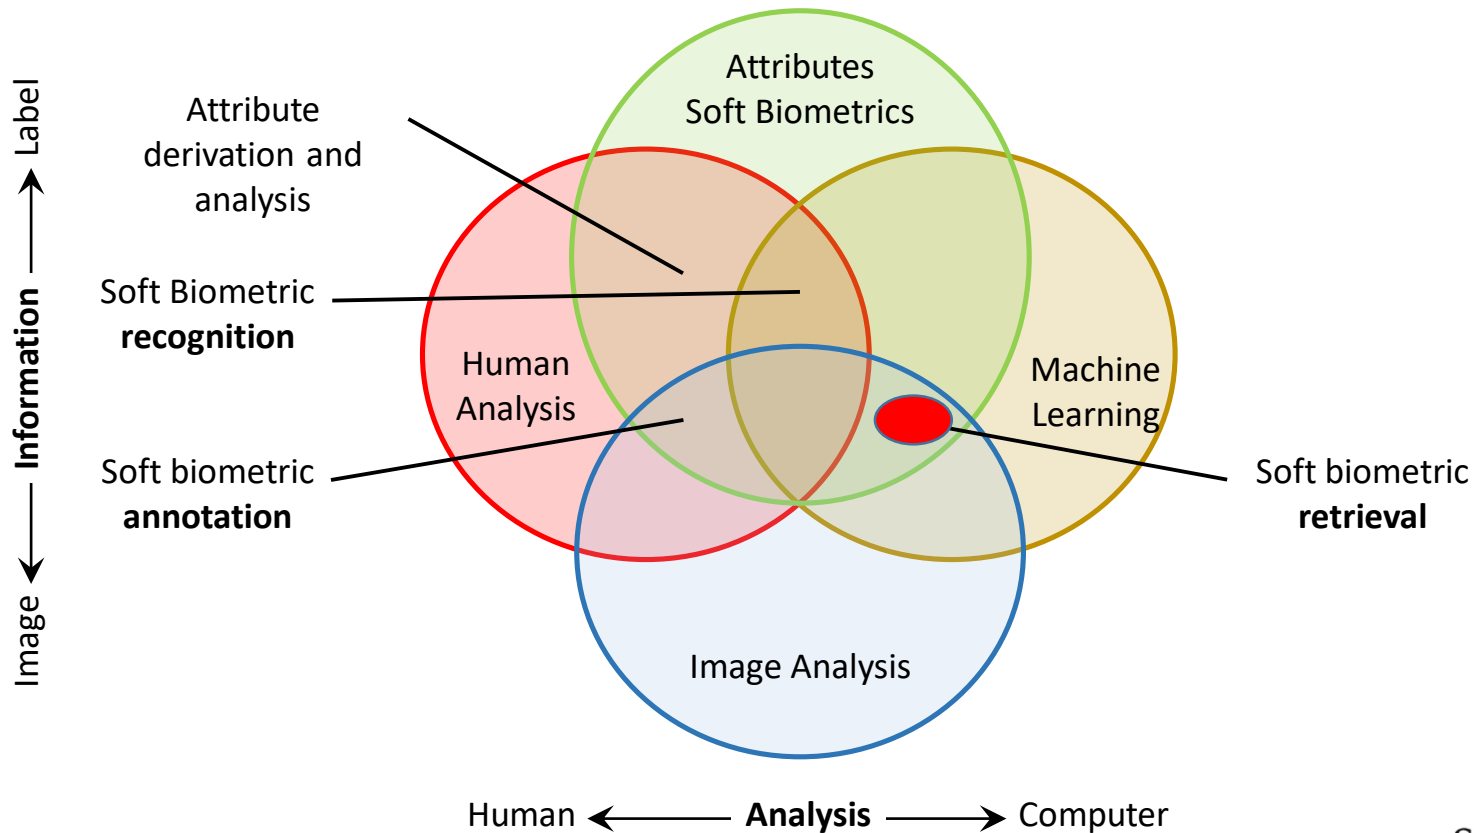 Attributes
Soft Biometrics
Attribute
derivation and
analysis
Soft Biometric
recognition
Human
Analysis
Machine
Learning
Soft biometric
annotation
Soft biometric
retrieval
Image Analysis
Label
Information
Image
Human
Analysis
Computer